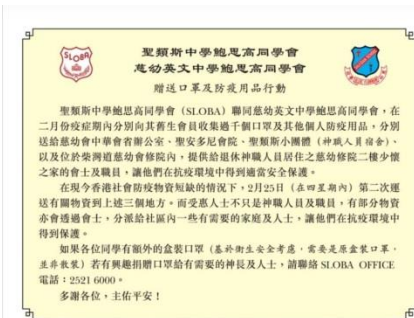 SLOBA
聖類斯中學鮑思高同學會
慈幼英文中學鮑思高同學會
贈送口罩及防疫用品行動
聖類斯中學鮑思高同學會（SLOBA）聯同慈幼英文中學鮑思高同學會，在
二月份疫症期內分別向其舊生會員收集過千個口罩及其他個人防疫用品，分別
送給慈幼會中華會省辦公室、聖安多尼會院、聖類斯小團體（神職人員宿舍）、
以及位於柴灣道慈幼會修院內，提供給退休神職人員居住之慈幼修院二樓少懷
之家的會士及職員，讓他們在抗疫環境中得到適當安全保護。
在現今香港社會防疫物資短缺的情況下，2月25日（在四星期內）第二次運
送有關物資到上述三個地方。而受惠人士不只是神職人員及職員，有部分物資
亦會透過會士，分派給社區內一些有需要的家庭及人士，讓他們在抗疫環境中
得到保護。
如果各位同學有額外的盒裝口罩（基於衞生安全考慮，需要是原盒裝口罩，
並非散裝）若有興趣捐贈口罩給有需要的神長及人士，請聯絡 SLOBA OFFICE
電話：2521 6000。
多謝各位，主佑平安！